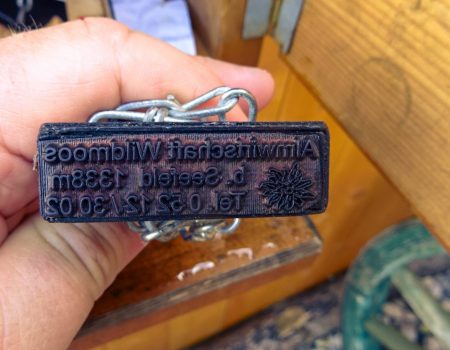 Almwirtschaft Wildmoos
b. Seefeld 1338m
Tel. 0 52 12 / 30 02